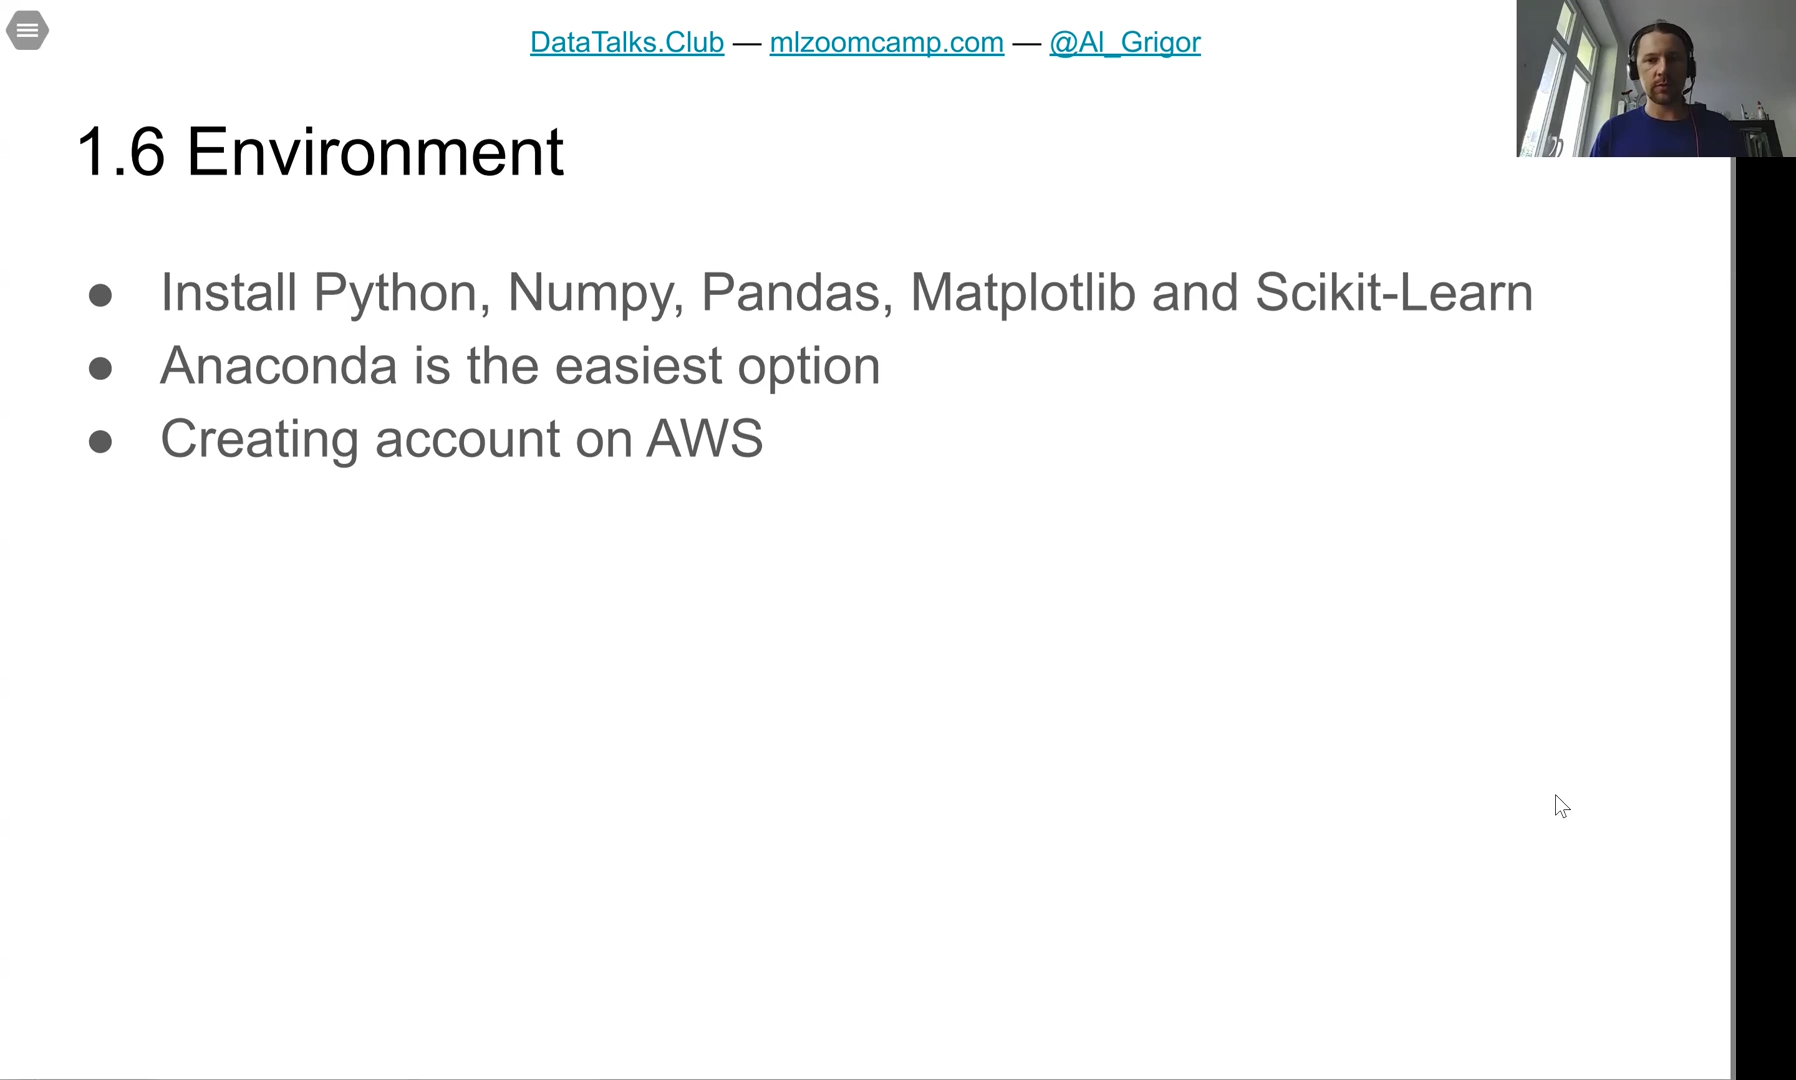 DataTalks.Club — mlzoomcamp.com — @Al_Grigor
1.6 Environment
● Install Python, Numpy, Pandas, Matplotlib and Scikit-Learn
● Anaconda is the easiest option
● Creating account on AWS